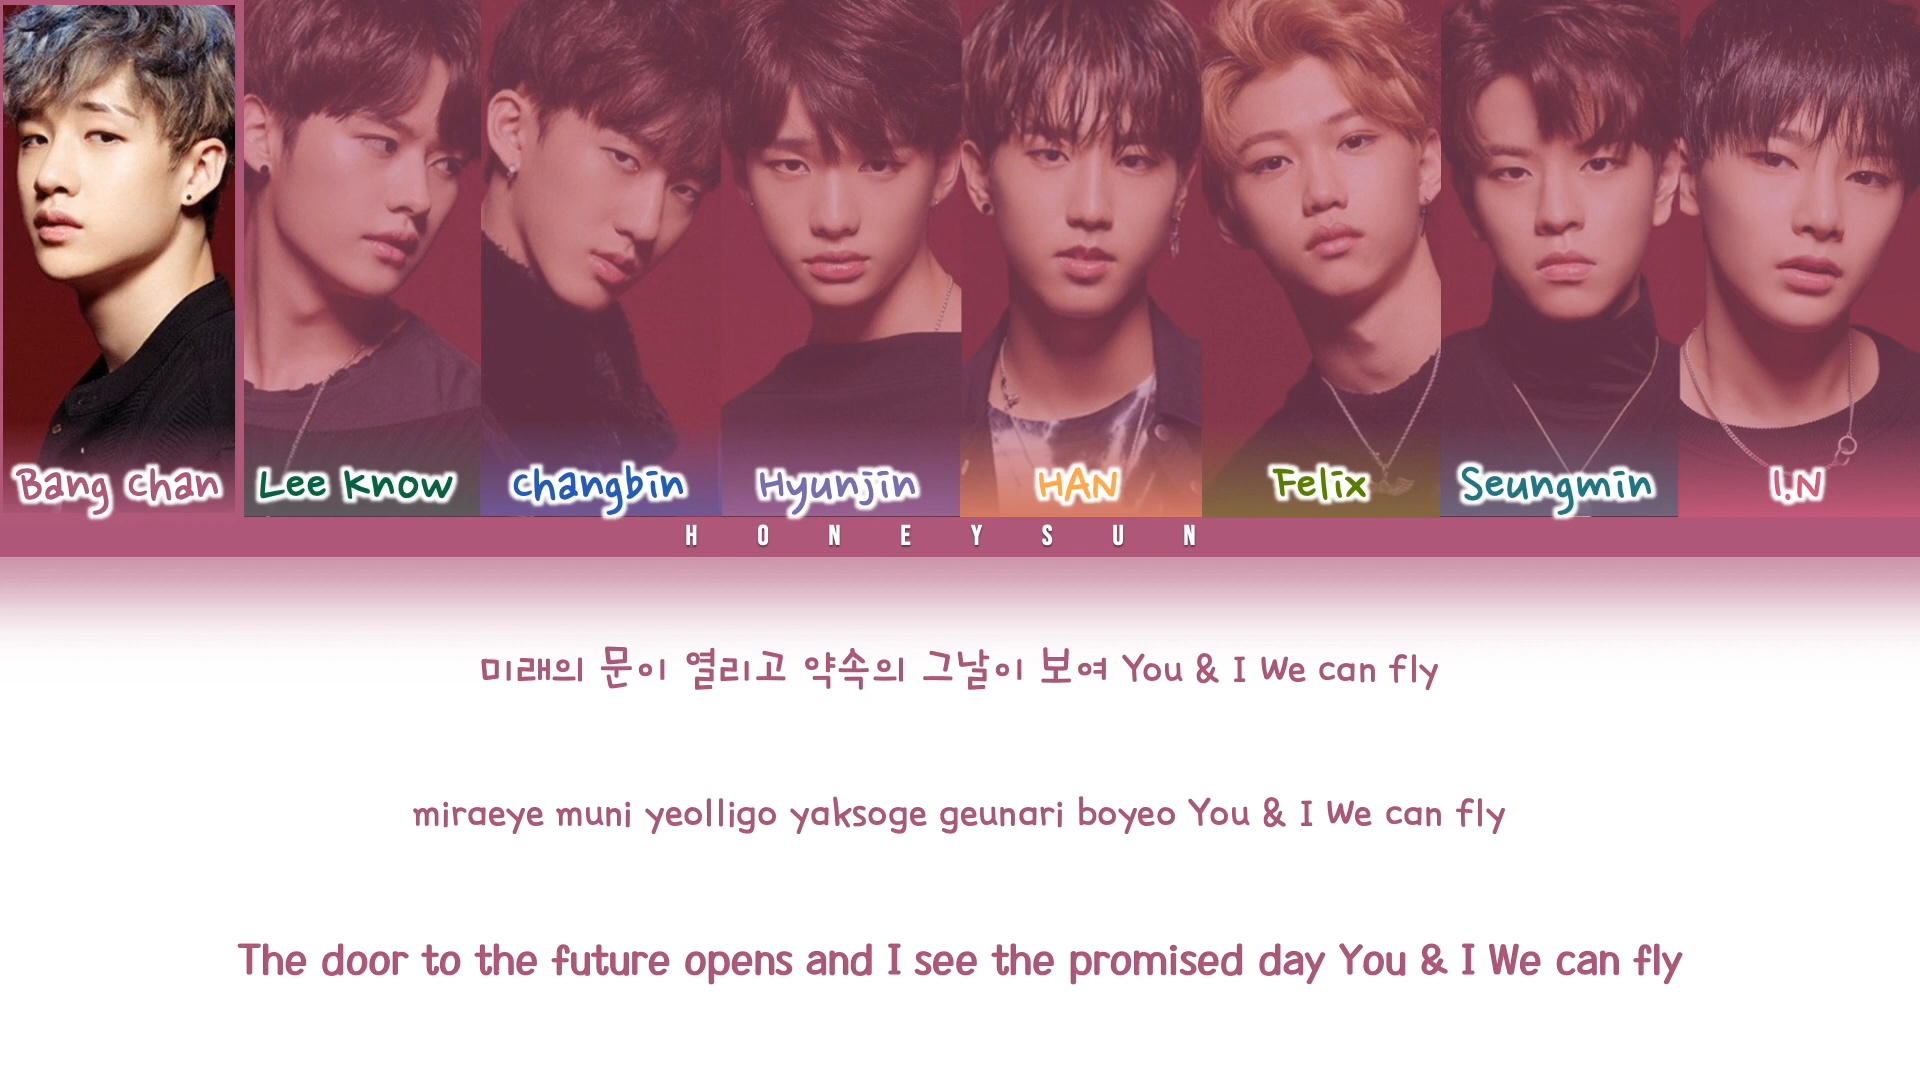 Bang Chan Lee Know Changbin Hyunjin HAN Felix Seungmin I.N
HONEYSUN
미래의 문이 열리고 약속의 그날이 보여 You & I We can fly
miraeye muni yeolligo yaksoge geunari boyeo You & I We can fly
The door to the future opens and I see the promised day You & I We can fly